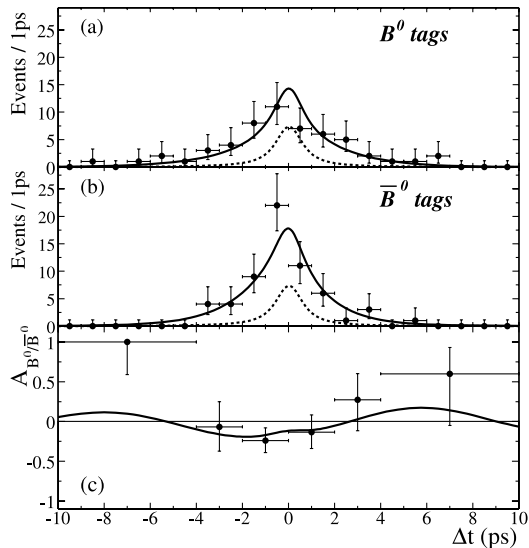 (a)
B⁰ tags
Events / 1ps
25
20
15
10
5
0
(b)
B̅⁰ tags
Events / 1ps
25
20
15
10
5
0
(c)
A B⁰/B̅⁰
1
0.5
0
-0.5
-1
-10 -8 -6 -4 -2 0 2 4 6 8 10
Δt (ps)